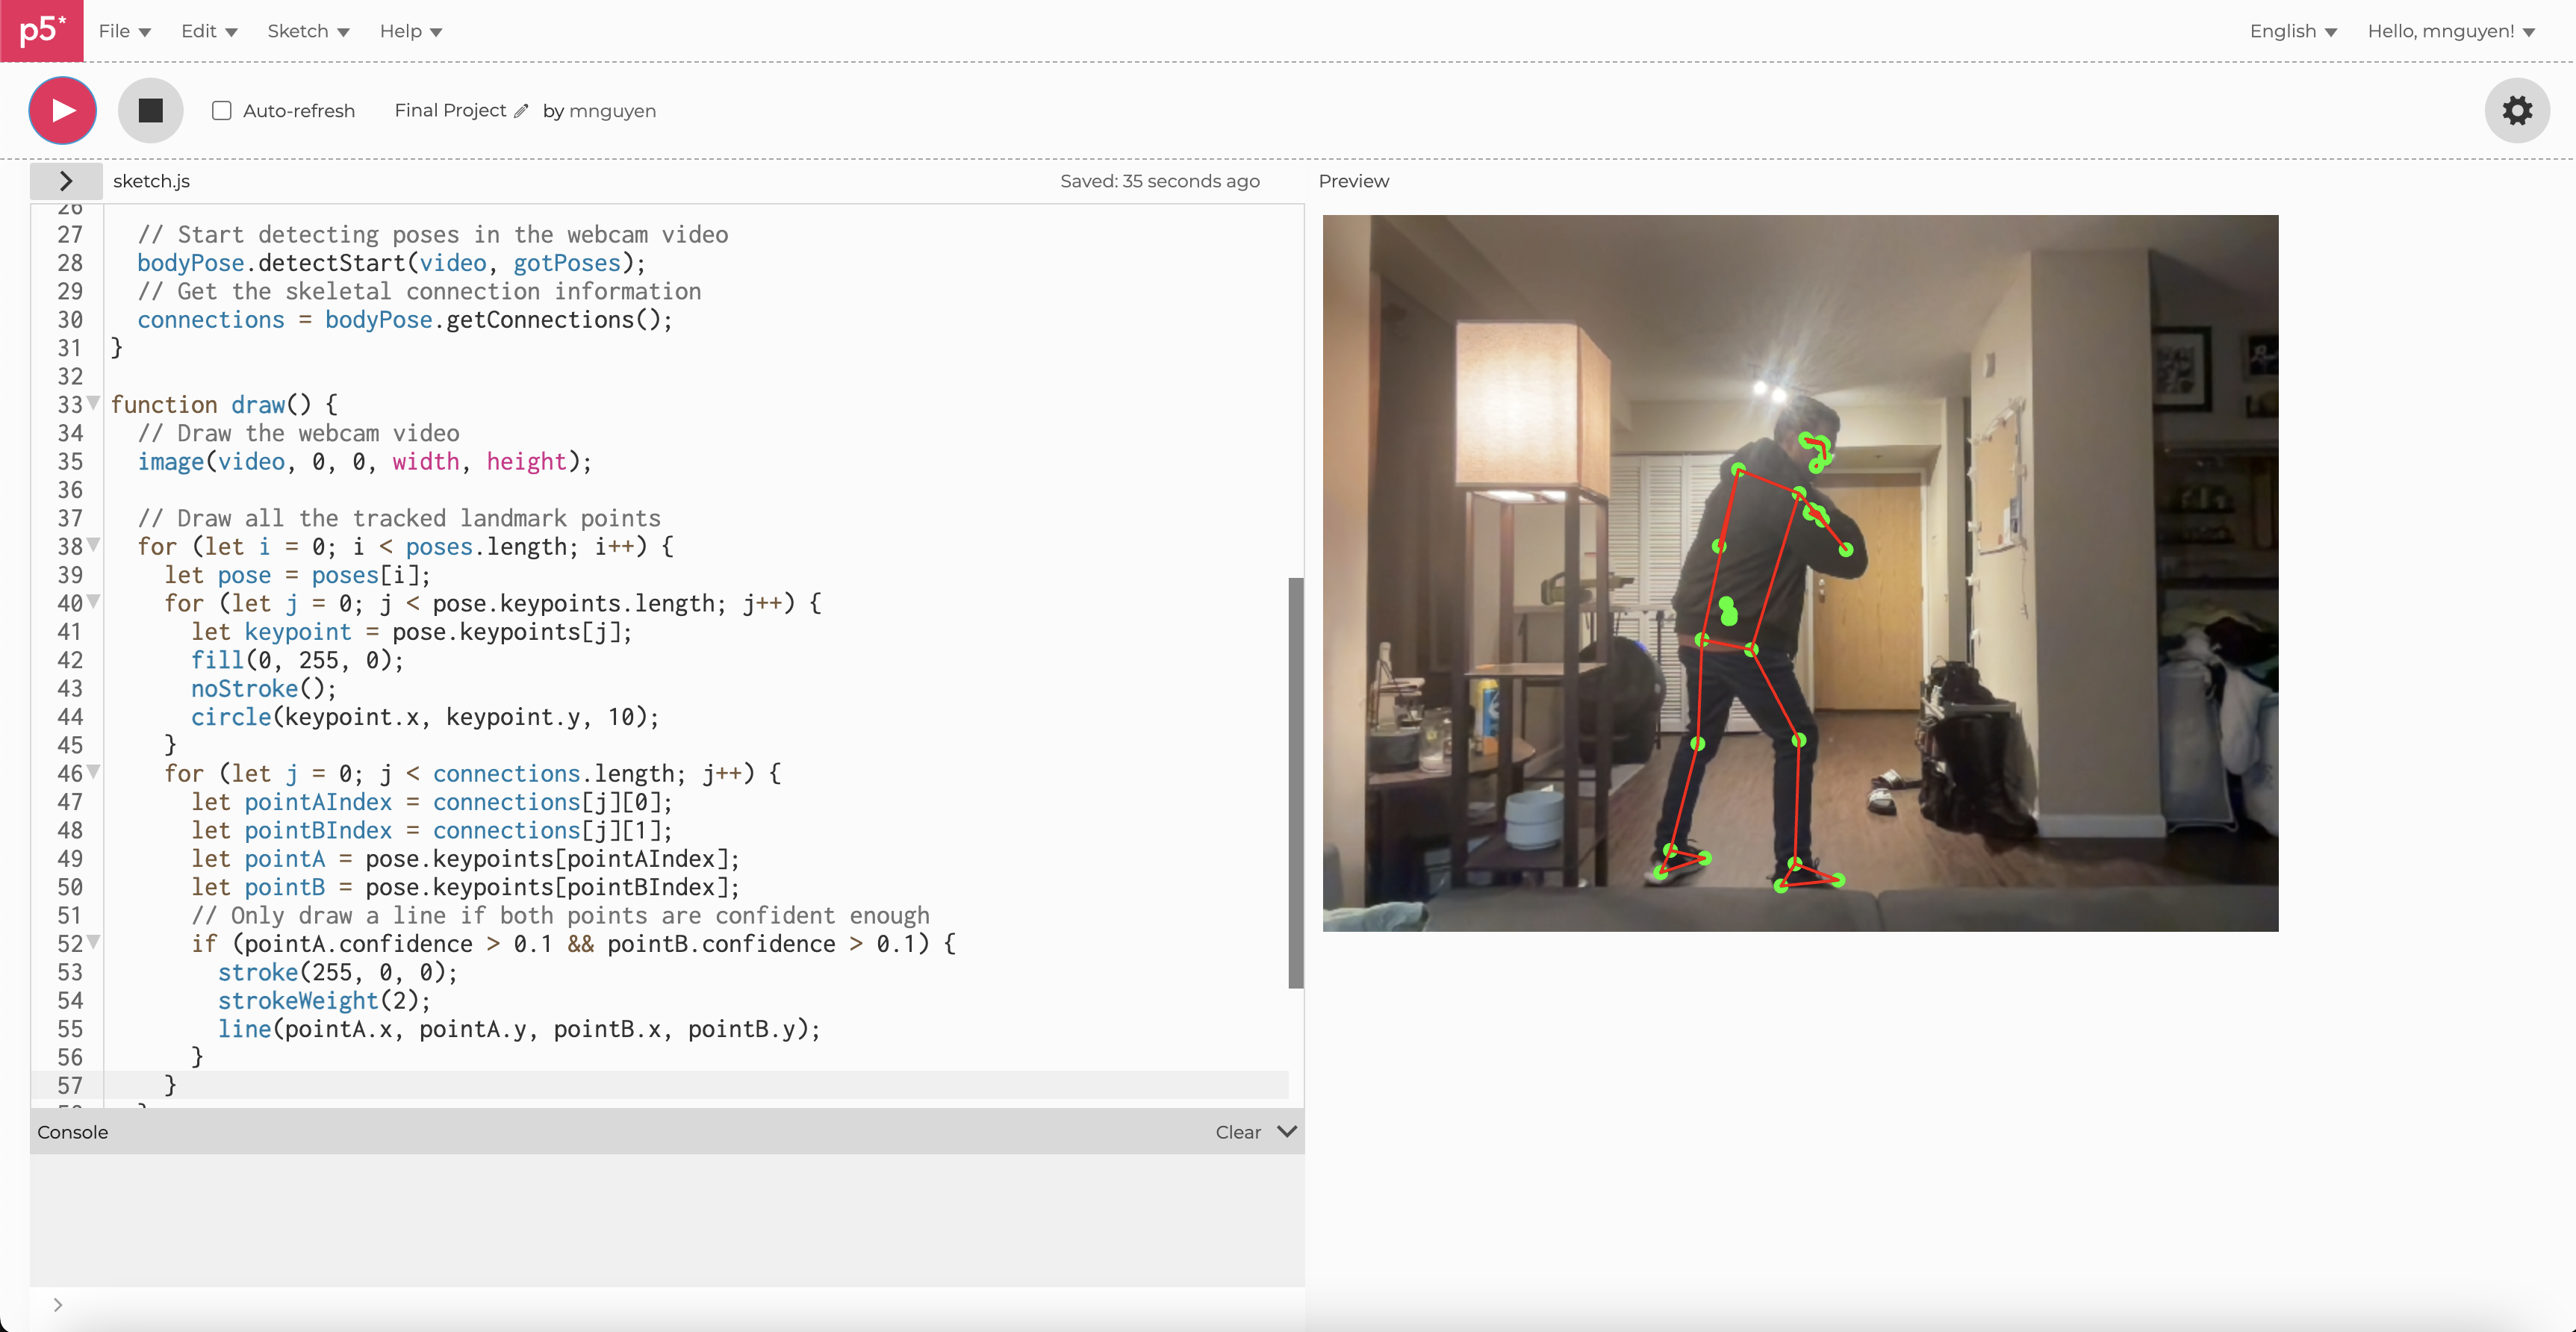 p5*
File Edit Sketch Help English Hello, mnguyen!
Auto-refresh Final Project by mnguyen
sketch.js Saved: 35 seconds ago Preview
26
27 // Start detecting poses in the webcam video
28 bodyPose.detectStart(video, gotPoses);
29 // Get the skeletal connection information
30 connections = bodyPose.getConnections();
31 }
32
33 function draw() {
34 // Draw the webcam video
35 image(video, 0, 0, width, height);
36
37 // Draw all the tracked landmark points
38 for (let i = 0; i < poses.length; i++) {
39 let pose = poses[i];
40 for (let j = 0; j < pose.keypoints.length; j++) {
41 let keypoint = pose.keypoints[j];
42 fill(0, 255, 0);
43 noStroke();
44 circle(keypoint.x, keypoint.y, 10);
45 }
46 for (let j = 0; j < connections.length; j++) {
47 let pointAIndex = connections[j][0];
48 let pointBIndex = connections[j][1];
49 let pointA = pose.keypoints[pointAIndex];
50 let pointB = pose.keypoints[pointBIndex];
51 // Only draw a line if both points are confident enough
52 if (pointA.confidence > 0.1 && pointB.confidence > 0.1) {
53 stroke(255, 0, 0);
54 strokeWeight(2);
55 line(pointA.x, pointA.y, pointB.x, pointB.y);
56 }
57 }
Console Clear
>